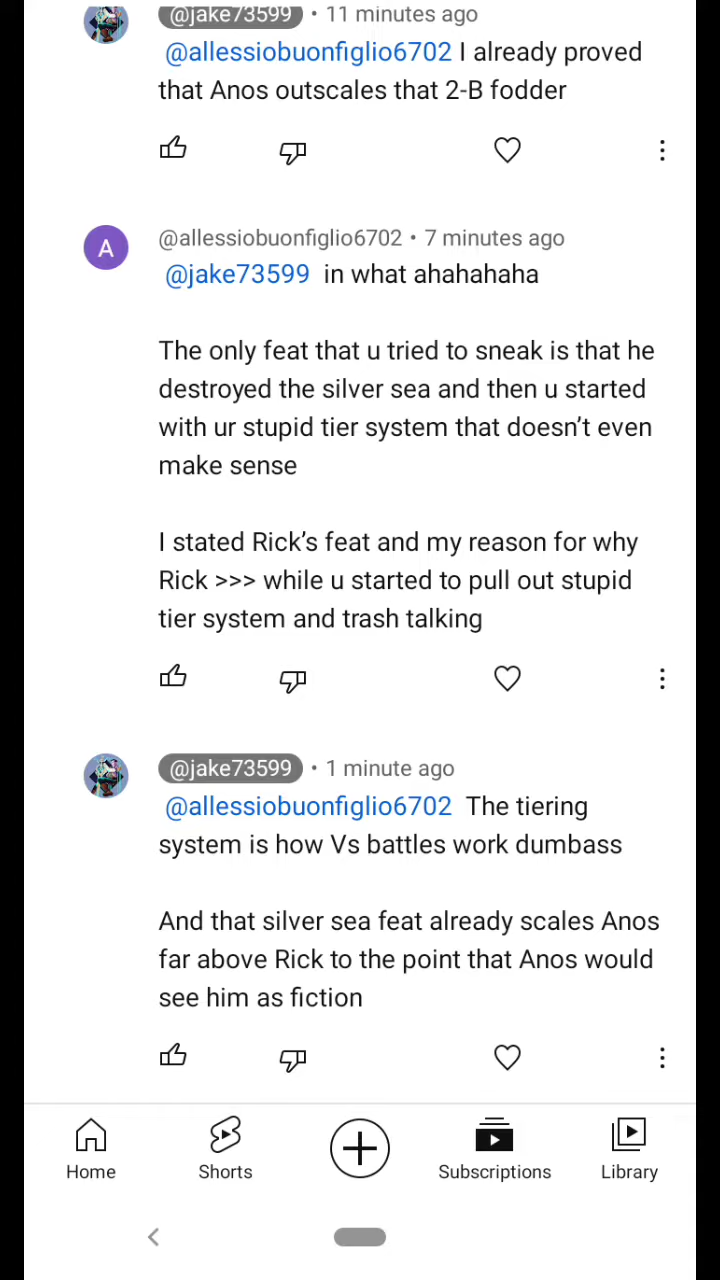 @jake73599 • 11 minutes ago
@allessiobuonfiglio6702 I already proved
that Anos outscales that 2-B fodder
A
@allessiobuonfiglio6702 • 7 minutes ago
@jake73599 in what ahahahaha
The only feat that u tried to sneak is that he
destroyed the silver sea and then u started
with ur stupid tier system that doesn’t even
make sense
I stated Rick’s feat and my reason for why
Rick >>> while u started to pull out stupid
tier system and trash talking
@jake73599 • 1 minute ago
@allessiobuonfiglio6702 The tiering
system is how Vs battles work dumbass
And that silver sea feat already scales Anos
far above Rick to the point that Anos would
see him as fiction
Home Shorts Subscriptions Library